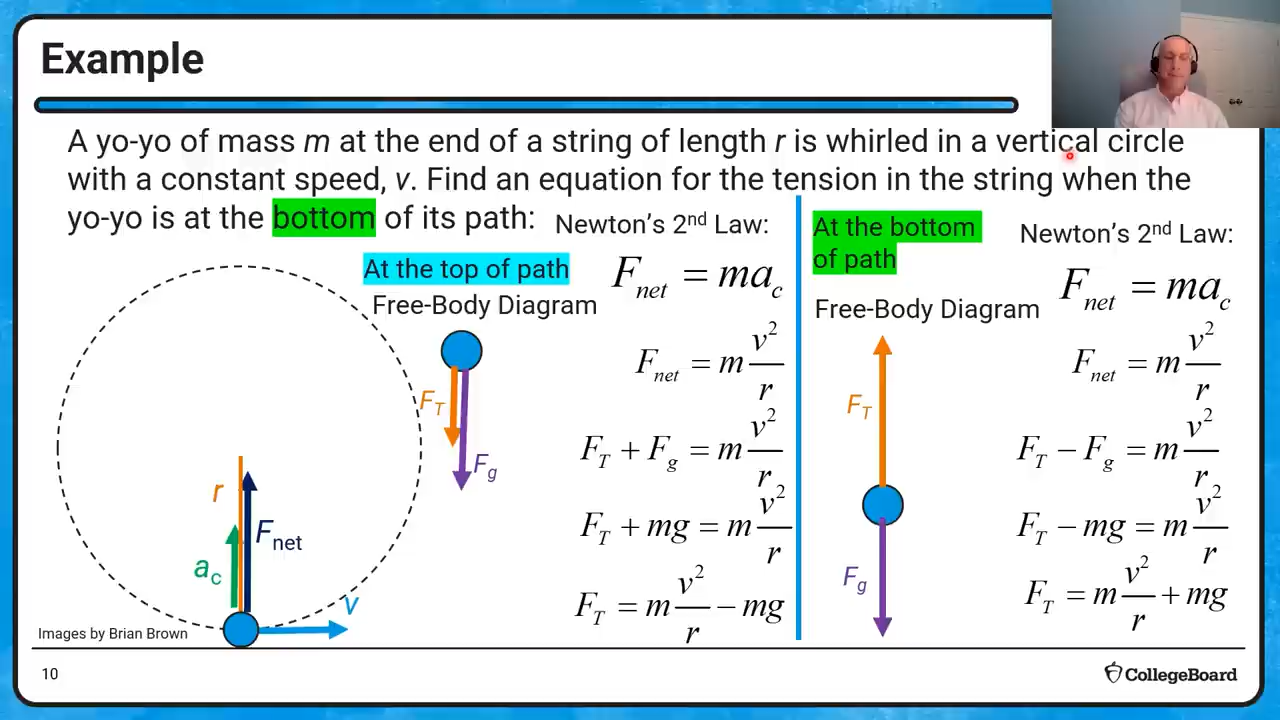 Example
A yo-yo of mass m at the end of a string of length r is whirled in a vertical circle
with a constant speed, v. Find an equation for the tension in the string when the
yo-yo is at the bottom of its path:
At the top of path
Free-Body Diagram
F_T
F_g
Newton's 2nd Law:
F_net = ma_c
F_net = m v²/r
F_T + F_g = m v²/r
F_T + mg = m v²/r
F_T = m v²/r − mg
At the bottom
of path
Free-Body Diagram
F_T
F_g
Newton's 2nd Law:
F_net = ma_c
F_net = m v²/r
F_T − F_g = m v²/r
F_T − mg = m v²/r
F_T = m v²/r + mg
r
F_net
a_c
v
Images by Brian Brown
10
CollegeBoard